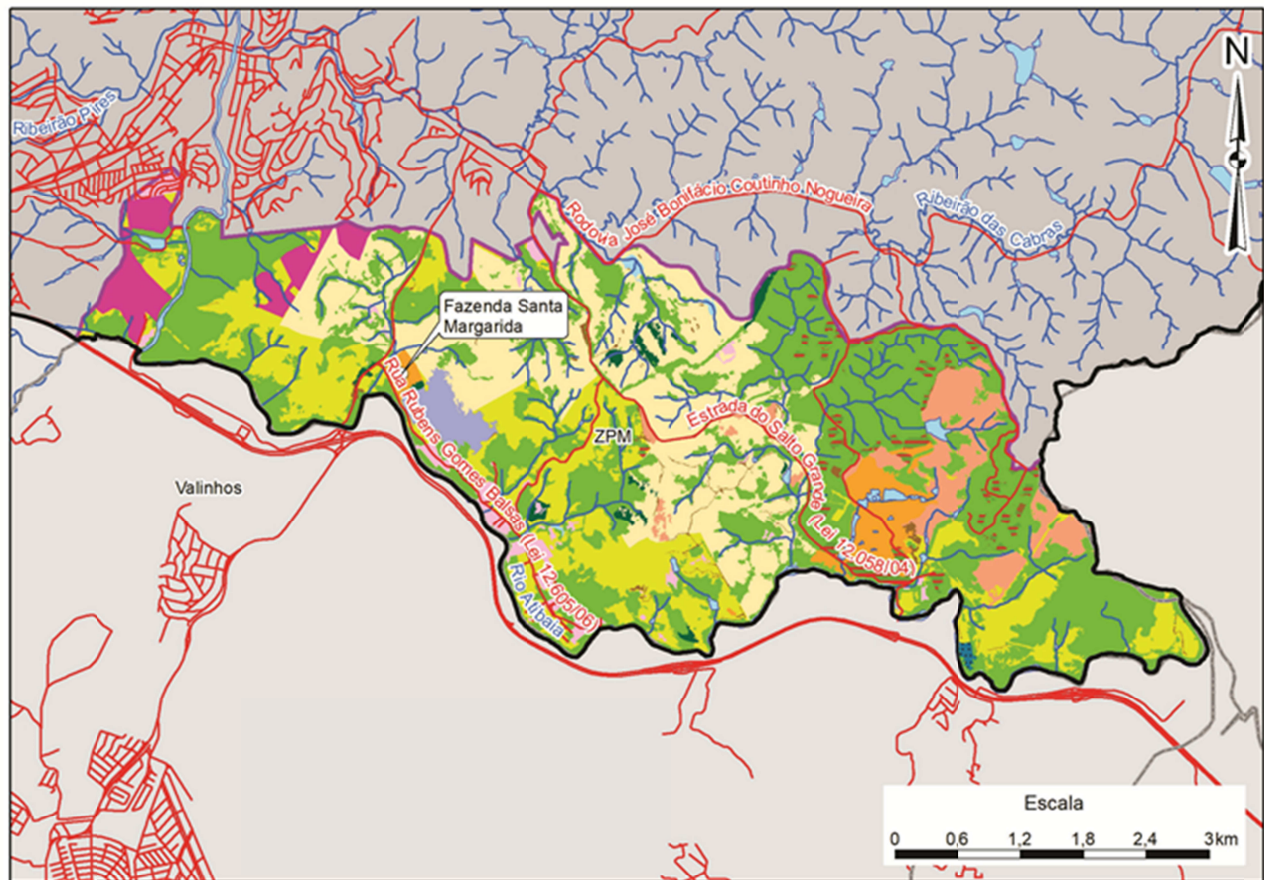 N
Ribeirão Pires
Rodovia José Bonifácio Coutinho Nogueira
Ribeirão das Cabras
Fazenda Santa
Margarida
Rua Rubens Gomes Balsas (Lei 12.605/06)
ZPM
Estrada do Salto Grande (Lei 12.058/04)
Valinhos
Rio Atibaia
Escala
0 0,6 1,2 1,8 2,4 3km